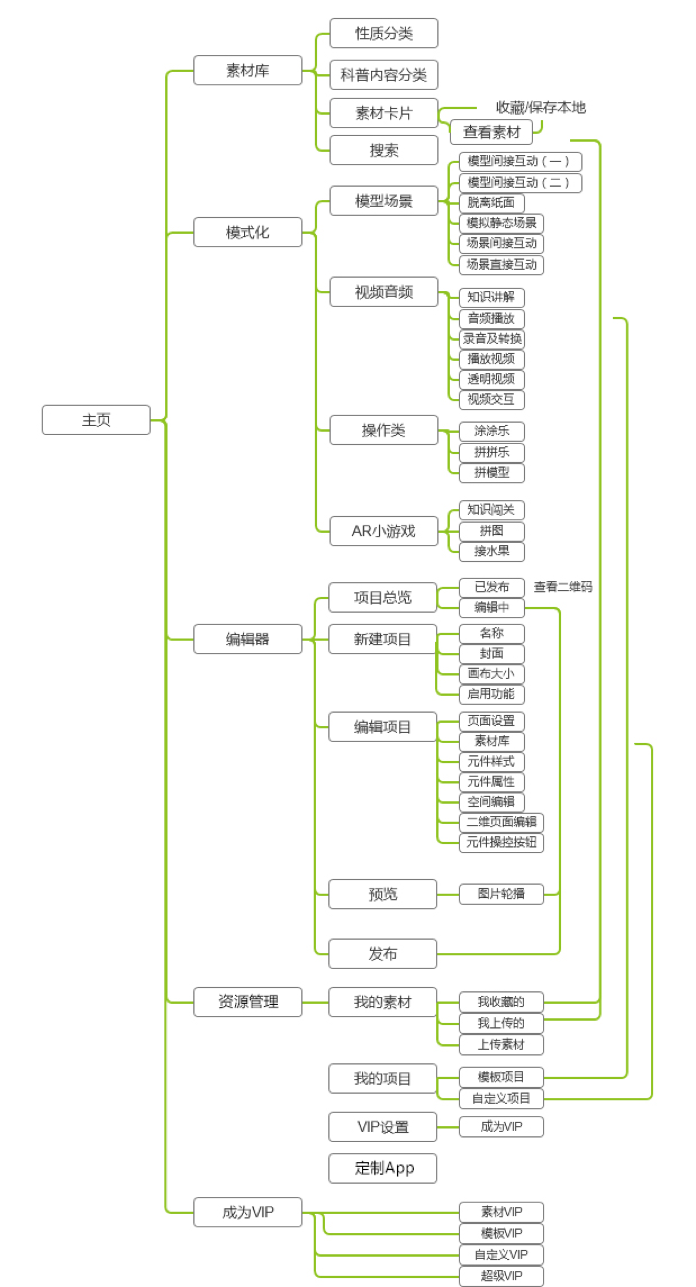 主页
素材库
性质分类
科普内容分类
素材卡片
收藏/保存本地
查看素材
搜索
模式化
模型场景
模型间接互动（一）
模型间接互动（二）
脱离纸面
模拟静态场景
场景间接互动
场景直接互动
视频音频
知识讲解
音频播放
录音及转换
播放视频
透明视频
视频交互
操作类
涂涂乐
拼拼乐
拼模型
AR小游戏
知识闯关
拼图
接水果
编辑器
项目总览
已发布
查看二维码
编辑中
新建项目
名称
封面
画布大小
启用功能
编辑项目
页面设置
素材库
元件样式
元件属性
空间编辑
二维页面编辑
元件操控按钮
预览
图片轮播
发布
资源管理
我的素材
我收藏的
我上传的
上传素材
我的项目
模板项目
自定义项目
VIP设置
成为VIP
定制App
成为VIP
素材VIP
模板VIP
自定义VIP
超级VIP